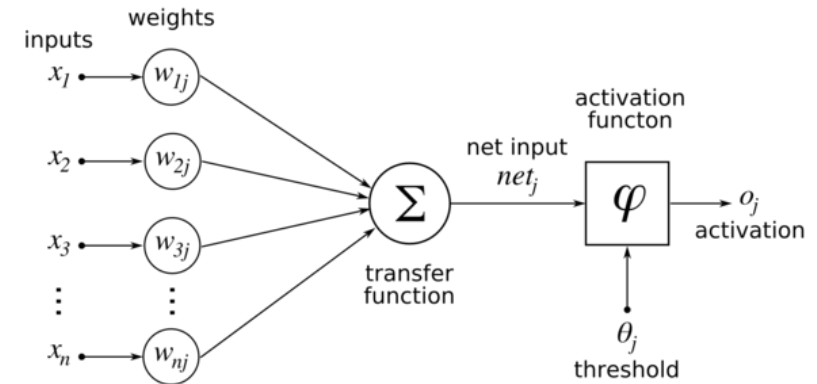 weights
inputs
x1
w1j
x2
w2j
x3
w3j
⋮
⋮
xn
wnj
Σ
transfer
function
net input
netj
activation
functon
φ
oj
activation
θj
threshold